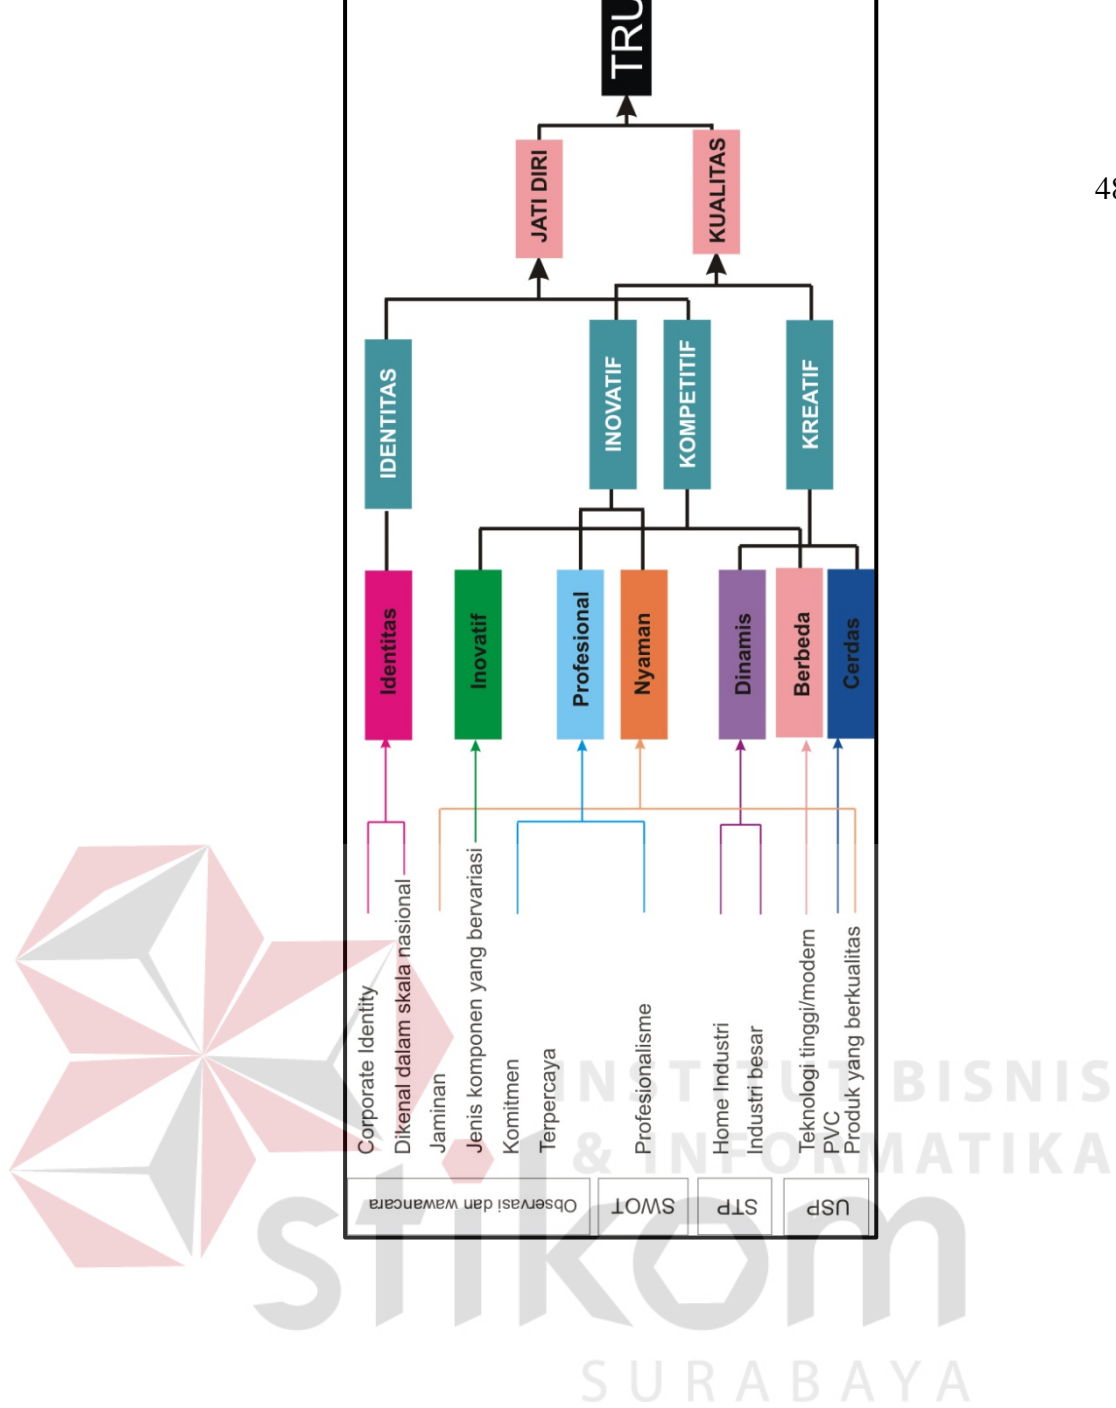 TRU
JATI DIRI
KUALITAS
IDENTITAS
INOVATIF
KOMPETITIF
KREATIF
Identitas
Inovatif
Profesional
Nyaman
Dinamis
Berbeda
Cerdas
Corporate Identity
Dikenal dalam skala nasional
Jaminan
Jenis komponen yang bervariasi
Komitmen
Terpercaya
Profesionalisme
Home Industri
Industri besar
Teknologi tinggi/modern
PVC
Produk yang berkualitas
Observasi dan wawancara
SWOT
STP
USP
48
INSTITUT BISNIS
& INFORMATIKA
stikom
SURABAYA